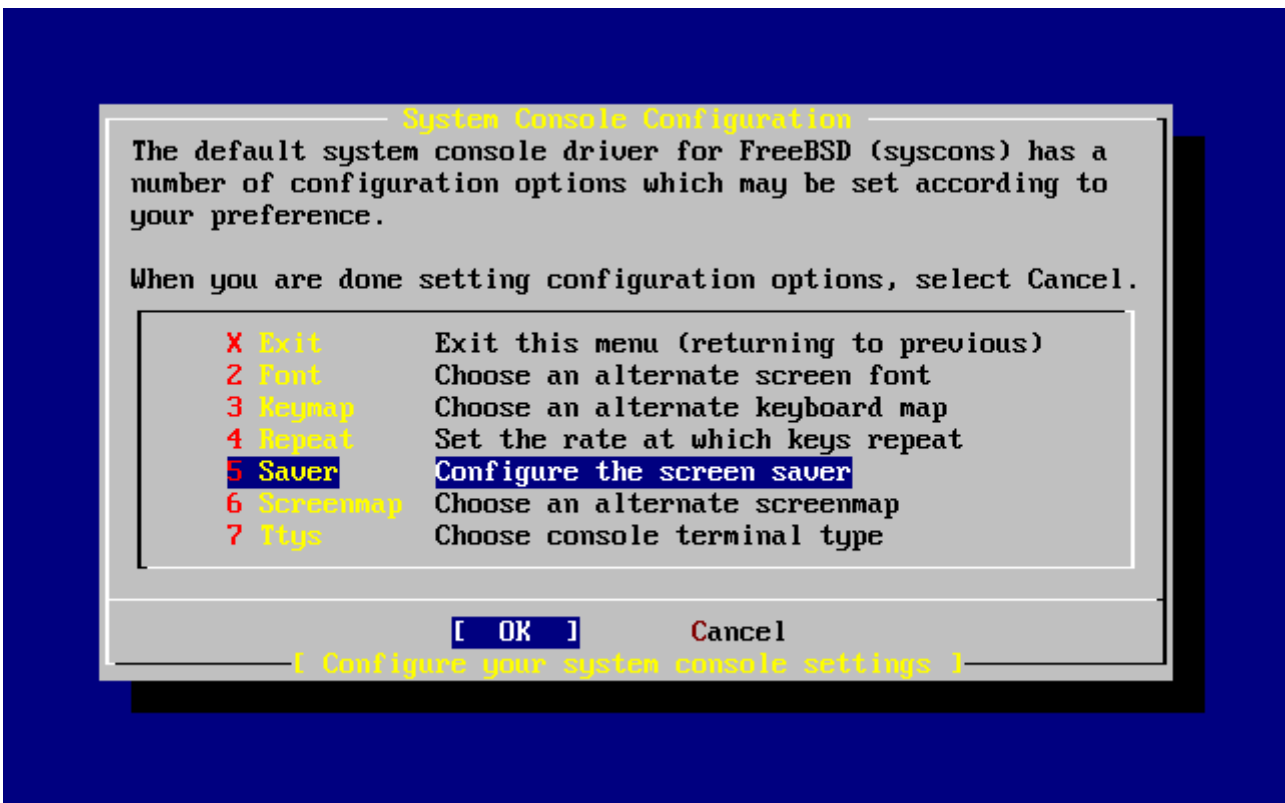 System Console Configuration
The default system console driver for FreeBSD (syscons) has a
number of configuration options which may be set according to
your preference.
When you are done setting configuration options, select Cancel.
X Exit Exit this menu (returning to previous)
2 Font Choose an alternate screen font
3 Keymap Choose an alternate keyboard map
4 Repeat Set the rate at which keys repeat
5 Saver Configure the screen saver
6 Screenmap Choose an alternate screenmap
7 Ttys Choose console terminal type
[ OK ] Cancel
[ Configure your system console settings ]